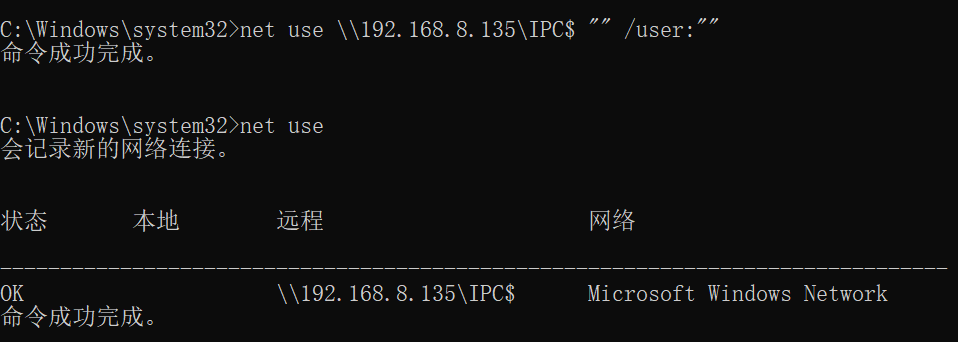 C:\Windows\system32>net use \\192.168.8.135\IPC$ "" /user:""
命令成功完成。
C:\Windows\system32>net use
会记录新的网络连接。
状态 本地 远程 网络
-------------------------------------------------------------------------------
OK \\192.168.8.135\IPC$ Microsoft Windows Network
命令成功完成。